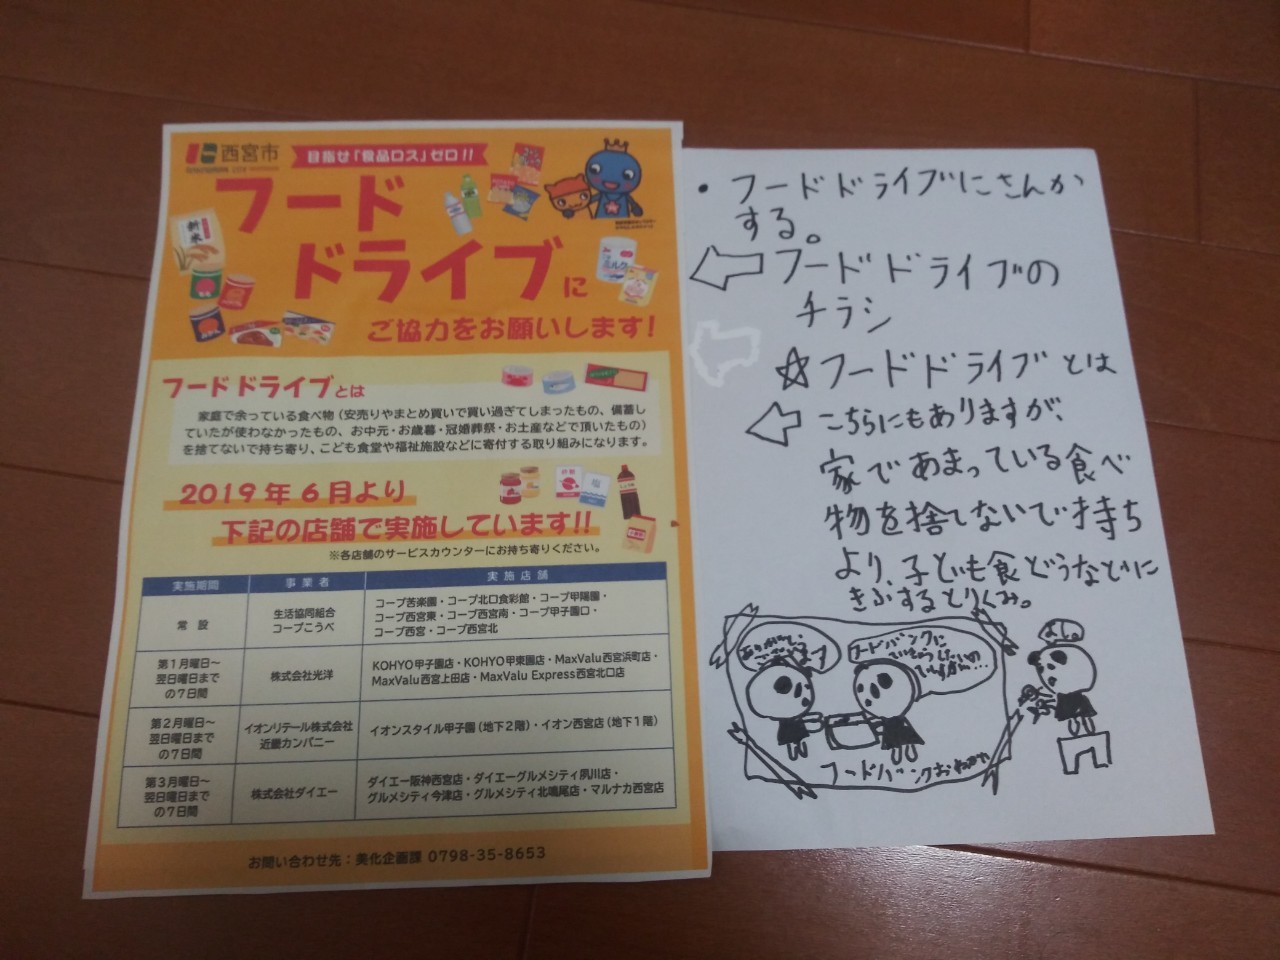 西宮市
目指せ「食品ロス」ゼロ!!
新米
ミルク
フード
ドライブに
ご協力をお願いします!
フードドライブとは
家庭で余っている食べ物（安売りやまとめ買いで買い過ぎてしまったもの、備蓄し
ていたが使わなかったもの、お中元・お歳暮・冠婚葬祭・お土産などで頂いたもの）
を捨てないで持ち寄り、こども食堂や福祉施設などに寄付する取り組みになります。
2019年6月より
下記の店舗で実施しています!!
※各店舗のサービスカウンターにお持ち寄りください。
実施期間 事業者 実施店舗
常設 生活協同組合 コープこうべ コープ苦楽園・コープ北口食彩館・コープ甲陽園・
コープ西宮東・コープ西宮南・コープ甲子園口・
コープ西宮・コープ西宮北
第1月曜日～
翌日曜日まで
の7日間
株式会社光洋
KOHYO甲子園店・KOHYO甲東園店・MaxValu西宮浜町店・
MaxValu西宮上田店・MaxValu Express西宮北口店
第2月曜日～
翌日曜日まで
の7日間
イオンリテール株式会社
近畿カンパニー
イオンスタイル甲子園（地下2階）・イオン西宮店（地下1階）
第3月曜日～
翌日曜日まで
の7日間
株式会社ダイエー
ダイエー阪神西宮店・ダイエーグルメシティ夙川店・
グルメシティ今津店・グルメシティ北鳴尾店・マルナカ西宮店
お問い合わせ先：美化企画課 0798-35-8653
・フードドライブにさんか
する。
フードドライブの
チラシ
☆フードドライブとは
こちらにもありますが、
家であまっている食べ
物を捨てしないで持ち
より、子ども食どうなどに
きふするとりくみ。
ありがとう
ございます
フードバンクに
よし。